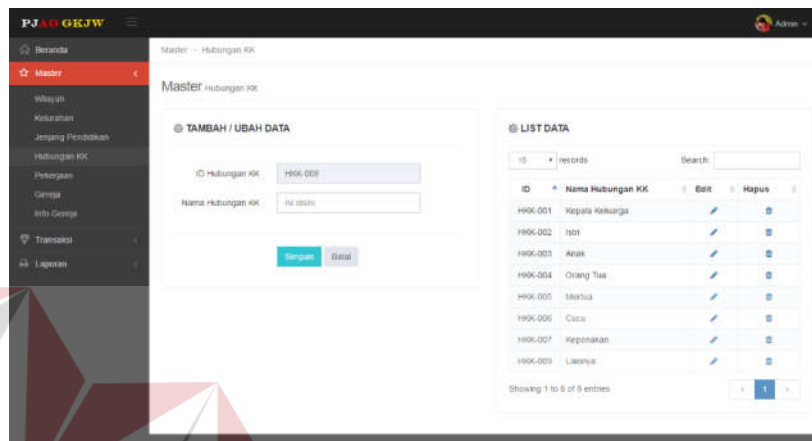 PJAO GKJW
Admin
Beranda
Master - Hubungan KK
Master
Master Hubungan KK
Wilayah
Kelurahan
Jenjang Pendidikan
Hubungan KK
Pekerjaan
Gereja
Info Gereja
Transaksi
Laporan
TAMBAH / UBAH DATA
ID Hubungan KK HKK-008
Nama Hubungan KK Isi disini
Simpan Batal
LIST DATA
10 records Search:
ID Nama Hubungan KK Edit Hapus
HKK-001 Kepala Keluarga
HKK-002 Istri
HKK-003 Anak
HKK-004 Orang Tua
HKK-005 Mertua
HKK-006 Cucu
HKK-007 Keponakan
HKK-009 Lainnya
Showing 1 to 8 of 8 entries
1